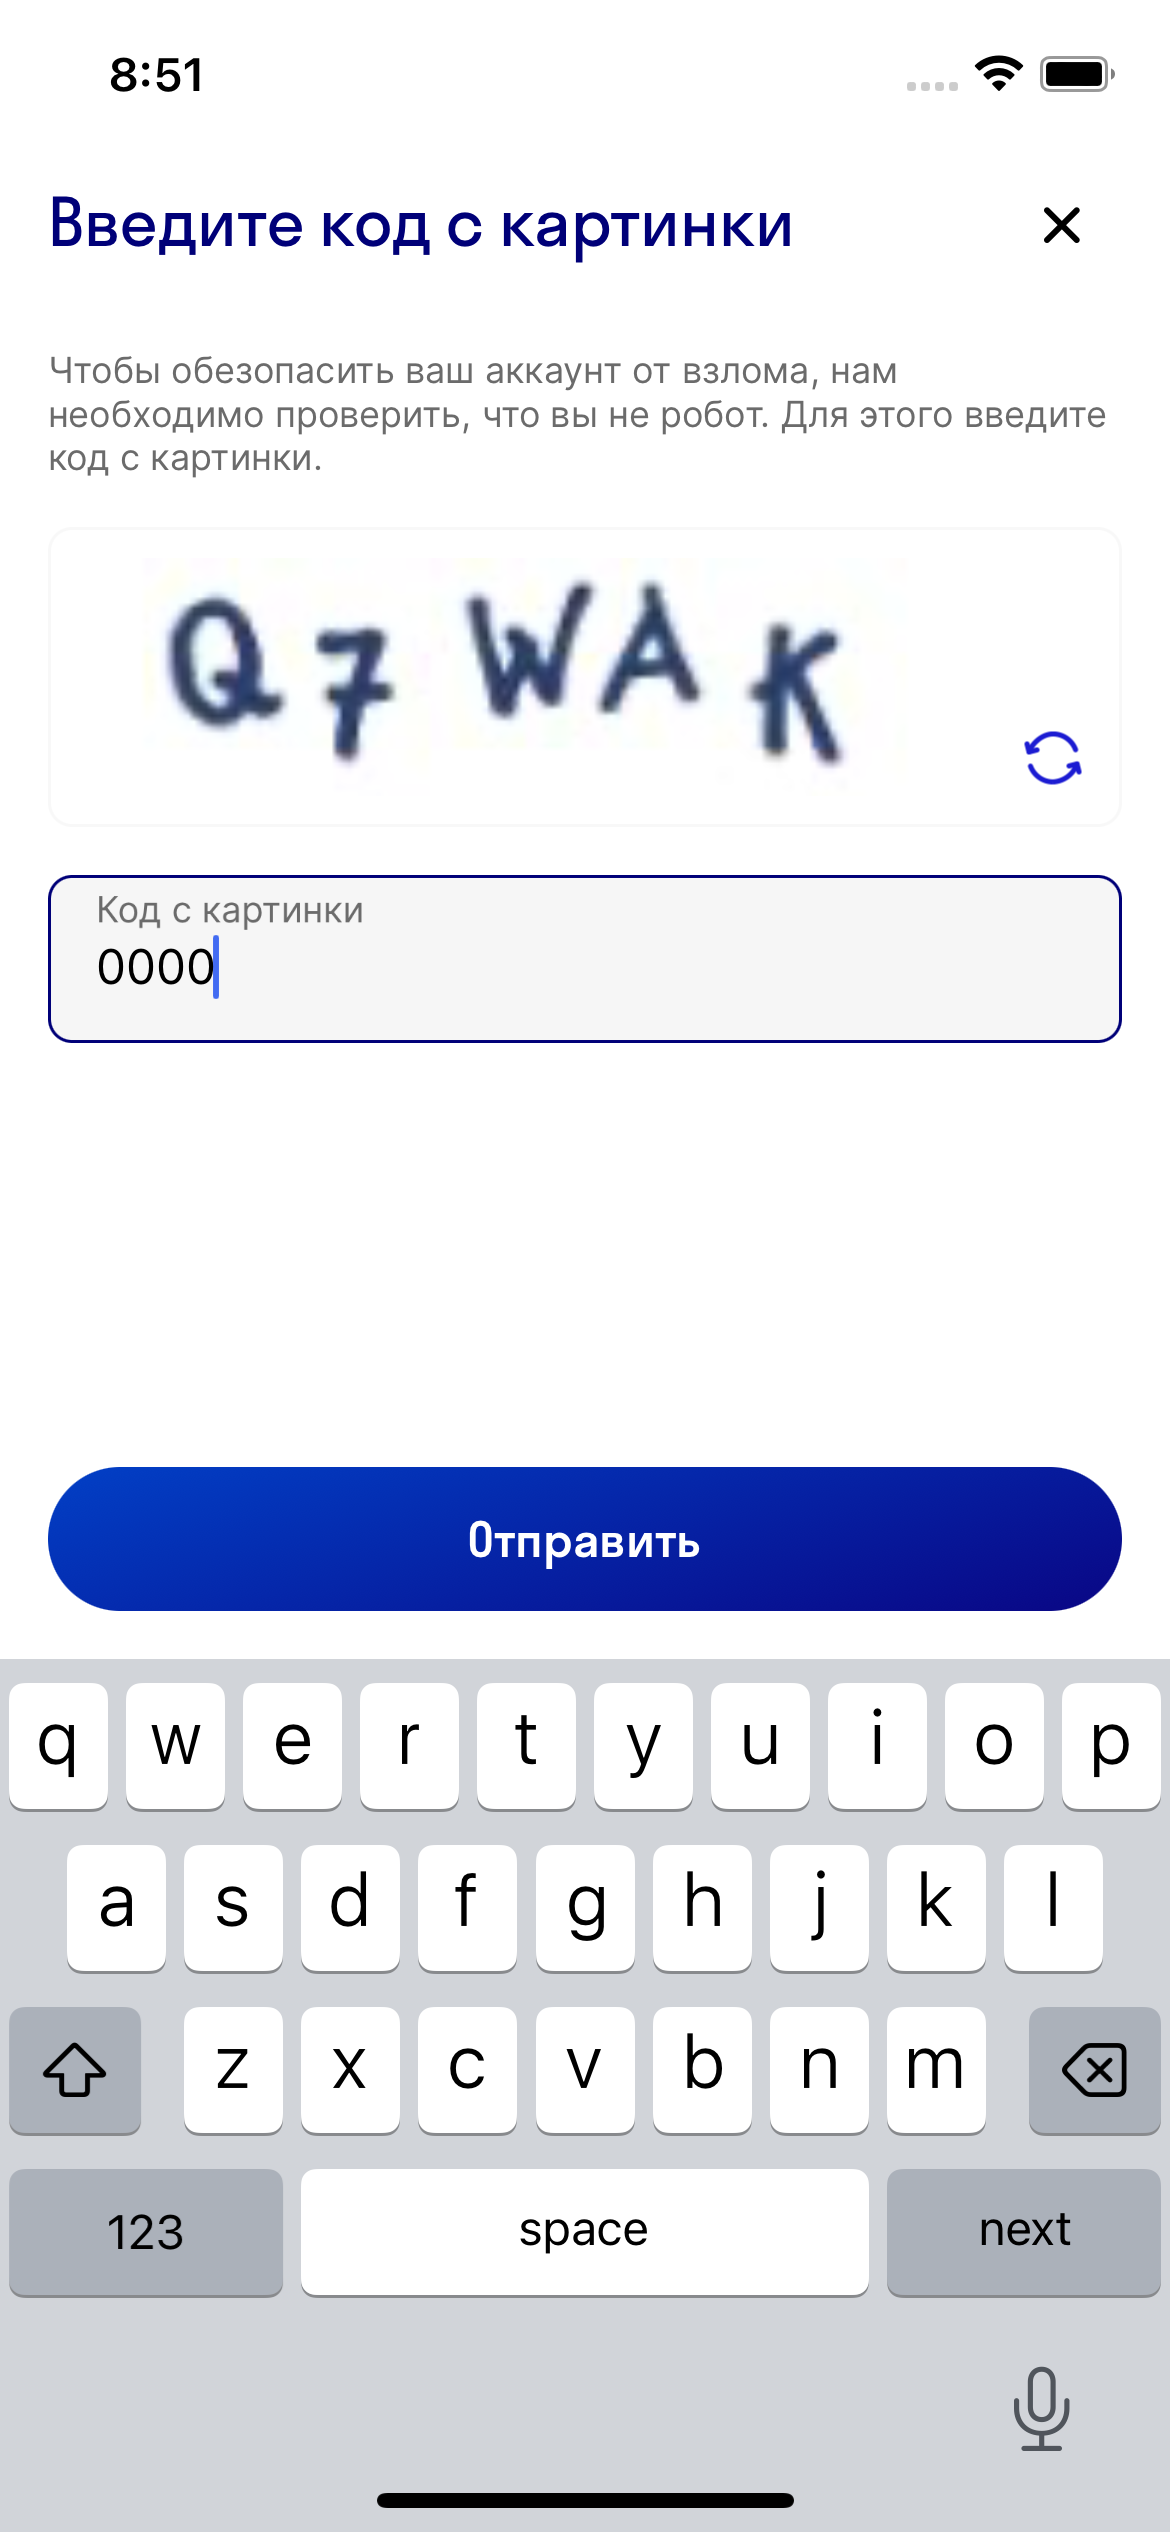 8:51
Введите код с картинки
Чтобы обезопасить ваш аккаунт от взлома, нам
необходимо проверить, что вы не робот. Для этого введите
код с картинки.
Q7WAK
Код с картинки
0000
Отправить
q w e r t y u i o p
a s d f g h j k l
z x c v b n m
123 space next